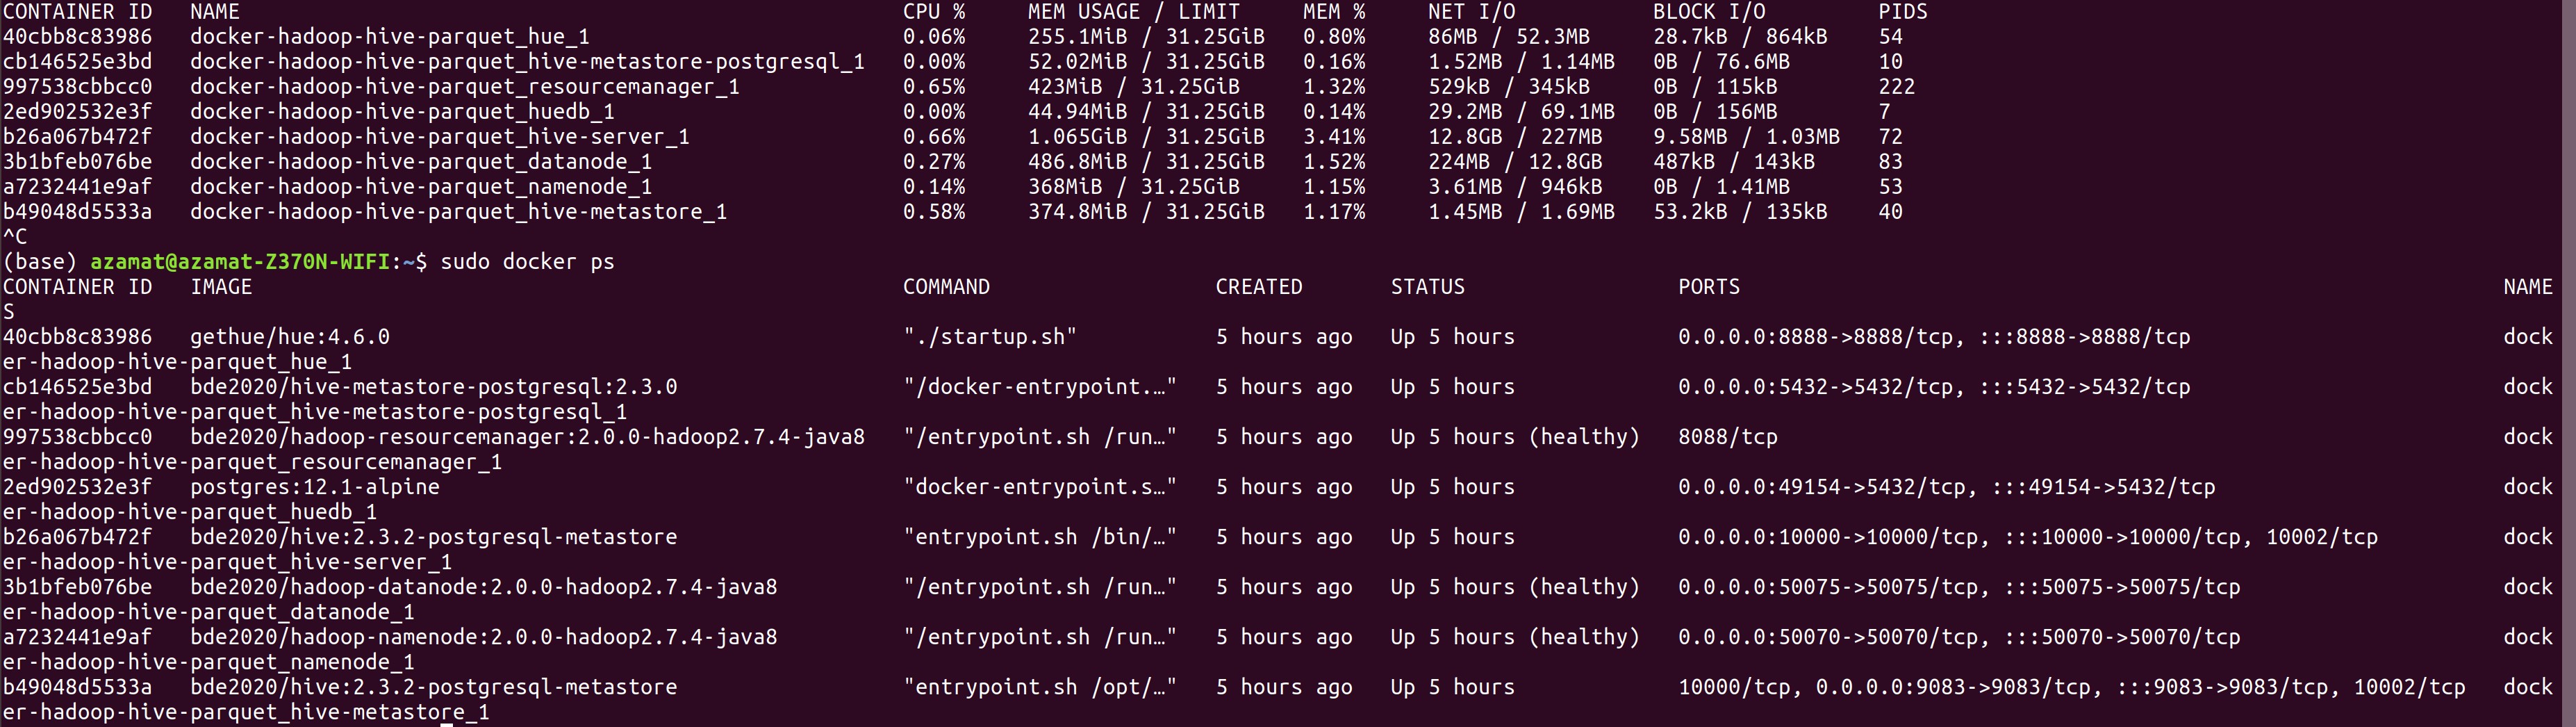 CONTAINER ID   NAME                                                     CPU %     MEM USAGE / LIMIT     MEM %     NET I/O           BLOCK I/O         PIDS
40cbb8c83986   docker-hadoop-hive-parquet_hue_1                         0.06%     255.1MiB / 31.25GiB   0.80%     86MB / 52.3MB     28.7kB / 864kB    54
cb146525e3bd   docker-hadoop-hive-parquet_hive-metastore-postgresql_1   0.00%     52.02MiB / 31.25GiB   0.16%     1.52MB / 1.14MB   0B / 76.6MB       10
997538cbbcc0   docker-hadoop-hive-parquet_resourcemanager_1             0.65%     423MiB / 31.25GiB     1.32%     529kB / 345kB     0B / 115kB        222
2ed902532e3f   docker-hadoop-hive-parquet_huedb_1                       0.00%     44.94MiB / 31.25GiB   0.14%     29.2MB / 69.1MB   0B / 156MB        7
b26a067b472f   docker-hadoop-hive-parquet_hive-server_1                 0.66%     1.065GiB / 31.25GiB   3.41%     12.8GB / 227MB    9.58MB / 1.03MB   72
3b1bfeb076be   docker-hadoop-hive-parquet_datanode_1                    0.27%     486.8MiB / 31.25GiB   1.52%     224MB / 12.8GB    487kB / 143kB     83
a7232441e9af   docker-hadoop-hive-parquet_namenode_1                    0.14%     368MiB / 31.25GiB     1.15%     3.61MB / 946kB    0B / 1.41MB       53
b49048d5533a   docker-hadoop-hive-parquet_hive-metastore_1              0.58%     374.8MiB / 31.25GiB   1.17%     1.45MB / 1.69MB   53.2kB / 135kB    40
^C
(base) azamat@azamat-Z370N-WIFI:~$ sudo docker ps
CONTAINER ID   IMAGE                                                    COMMAND                  CREATED       STATUS                 PORTS                                                              NAME
S
40cbb8c83986   gethue/hue:4.6.0                                         "./startup.sh"           5 hours ago   Up 5 hours             0.0.0.0:8888->8888/tcp, :::8888->8888/tcp                          dock
er-hadoop-hive-parquet_hue_1
cb146525e3bd   bde2020/hive-metastore-postgresql:2.3.0                  "/docker-entrypoint.…"   5 hours ago   Up 5 hours             0.0.0.0:5432->5432/tcp, :::5432->5432/tcp                          dock
er-hadoop-hive-parquet_hive-metastore-postgresql_1
997538cbbcc0   bde2020/hadoop-resourcemanager:2.0.0-hadoop2.7.4-java8   "/entrypoint.sh /run…"   5 hours ago   Up 5 hours (healthy)   8088/tcp                                                           dock
er-hadoop-hive-parquet_resourcemanager_1
2ed902532e3f   postgres:12.1-alpine                                     "docker-entrypoint.s…"   5 hours ago   Up 5 hours             0.0.0.0:49154->5432/tcp, :::49154->5432/tcp                        dock
er-hadoop-hive-parquet_huedb_1
b26a067b472f   bde2020/hive:2.3.2-postgresql-metastore                  "entrypoint.sh /bin/…"   5 hours ago   Up 5 hours             0.0.0.0:10000->10000/tcp, :::10000->10000/tcp, 10002/tcp           dock
er-hadoop-hive-parquet_hive-server_1
3b1bfeb076be   bde2020/hadoop-datanode:2.0.0-hadoop2.7.4-java8          "/entrypoint.sh /run…"   5 hours ago   Up 5 hours (healthy)   0.0.0.0:50075->50075/tcp, :::50075->50075/tcp                      dock
er-hadoop-hive-parquet_datanode_1
a7232441e9af   bde2020/hadoop-namenode:2.0.0-hadoop2.7.4-java8          "/entrypoint.sh /run…"   5 hours ago   Up 5 hours (healthy)   0.0.0.0:50070->50070/tcp, :::50070->50070/tcp                      dock
er-hadoop-hive-parquet_namenode_1
b49048d5533a   bde2020/hive:2.3.2-postgresql-metastore                  "entrypoint.sh /opt/…"   5 hours ago   Up 5 hours             10000/tcp, 0.0.0.0:9083->9083/tcp, :::9083->9083/tcp, 10002/tcp   dock
er-hadoop-hive-parquet_hive-metastore_1